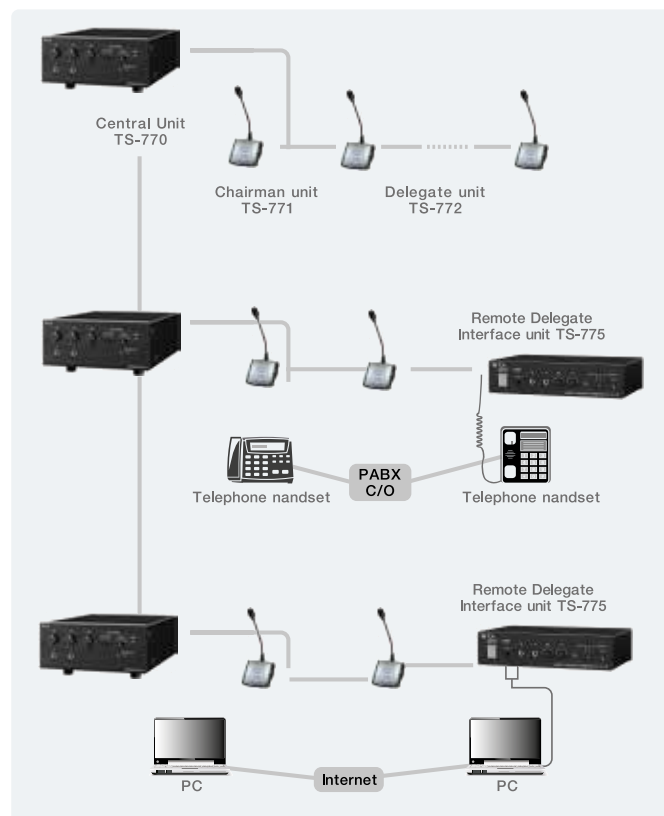 Central Unit
TS-770
Chairman unit
TS-771
Delegate unit
TS-772
Remote Delegate
Interface unit TS-775
PABX
C/O
Telephone nandset
Telephone nandset
Remote Delegate
Interface unit TS-775
Internet
PC
PC